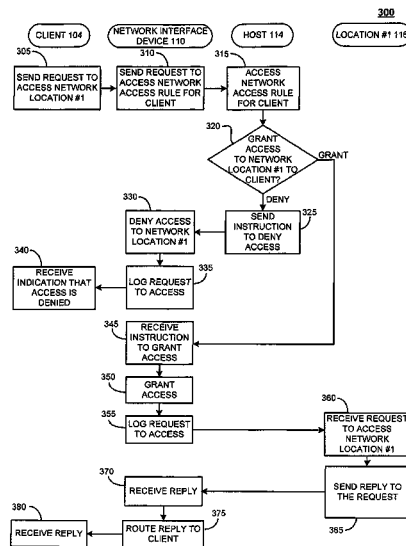 300
CLIENT 104
NETWORK INTERFACE
DEVICE 110
HOST 114
LOCATION #1 116
305
SEND REQUEST TO
ACCESS NETWORK
LOCATION #1
310
SEND REQUEST TO
ACCESS NETWORK
ACCESS RULE FOR
CLIENT
315
ACCESS
NETWORK
ACCESS RULE
FOR CLIENT
320
GRANT
ACCESS
TO NETWORK
LOCATION #1 TO
CLIENT?
GRANT
DENY
330
DENY ACCESS
TO NETWORK
LOCATION #1
SEND
INSTRUCTION
TO DENY
ACCESS
325
340
RECEIVE
INDICATION THAT
ACCESS IS
DENIED
LOG REQUEST
TO ACCESS
335
345
RECEIVE
INSTRUCTION
TO GRANT
ACCESS
350
GRANT
ACCESS
355
LOG REQUEST
TO ACCESS
360
RECEIVE REQUEST
TO ACCESS
NETWORK
LOCATION #1
370
RECEIVE REPLY
SEND REPLY TO
THE REQUEST
365
380
RECEIVE REPLY
ROUTE REPLY TO
CLIENT
375